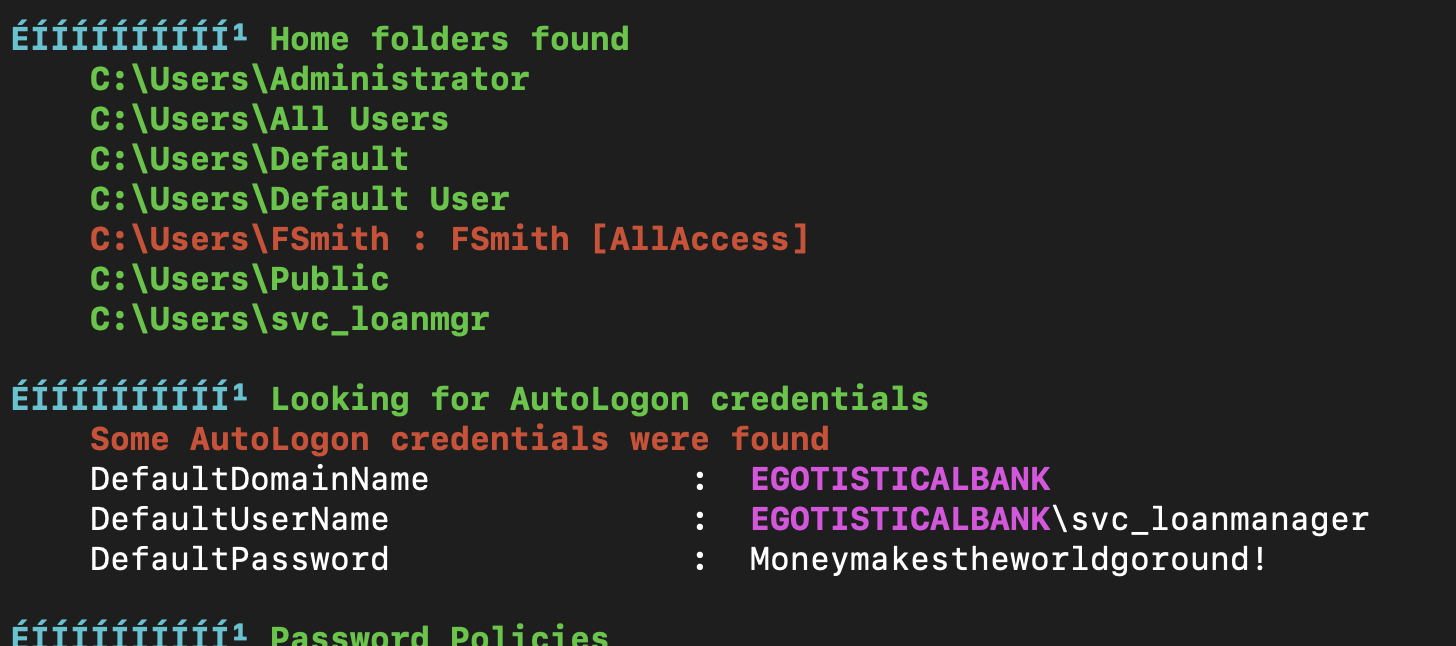 ÉÍÍÍÍÍÍÍÍÍÍ¹ Home folders found
C:\Users\Administrator
C:\Users\All Users
C:\Users\Default
C:\Users\Default User
C:\Users\FSmith : FSmith [AllAccess]
C:\Users\Public
C:\Users\svc_loanmgr
ÉÍÍÍÍÍÍÍÍÍÍ¹ Looking for AutoLogon credentials
Some AutoLogon credentials were found
DefaultDomainName : EGOTISTICALBANK
DefaultUserName : EGOTISTICALBANK\svc_loanmanager
DefaultPassword : Moneymakestheworldgoround!
ÉÍÍÍÍÍÍÍÍÍÍ¹ Password Policies